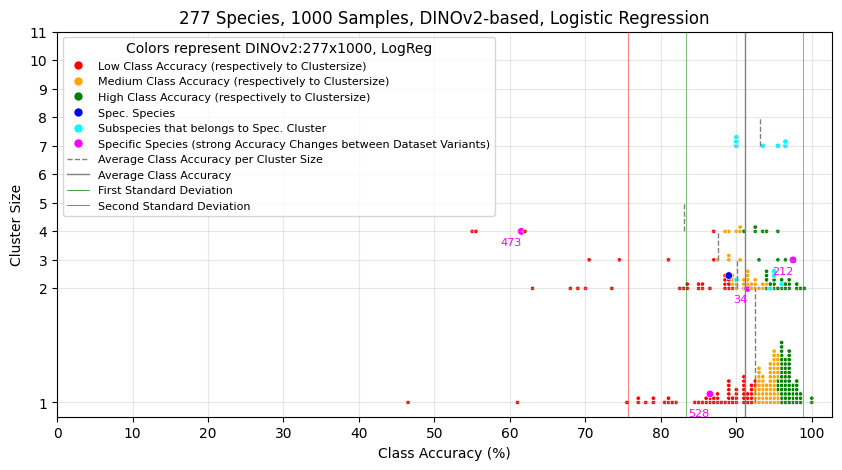 277 Species, 1000 Samples, DINOv2-based, Logistic Regression
Colors represent DINOv2:277x1000, LogReg
Low Class Accuracy (respectively to Clustersize)
Medium Class Accuracy (respectively to Clustersize)
High Class Accuracy (respectively to Clustersize)
Spec. Species
Subspecies that belongs to Spec. Cluster
Specific Species (strong Accuracy Changes between Dataset Variants)
Average Class Accuracy per Cluster Size
Average Class Accuracy
First Standard Deviation
Second Standard Deviation
Cluster Size
11
10
9
8
7
6
5
4
3
2
1
473
212
34
528
0
10
20
30
40
50
60
70
80
90
100
Class Accuracy (%)